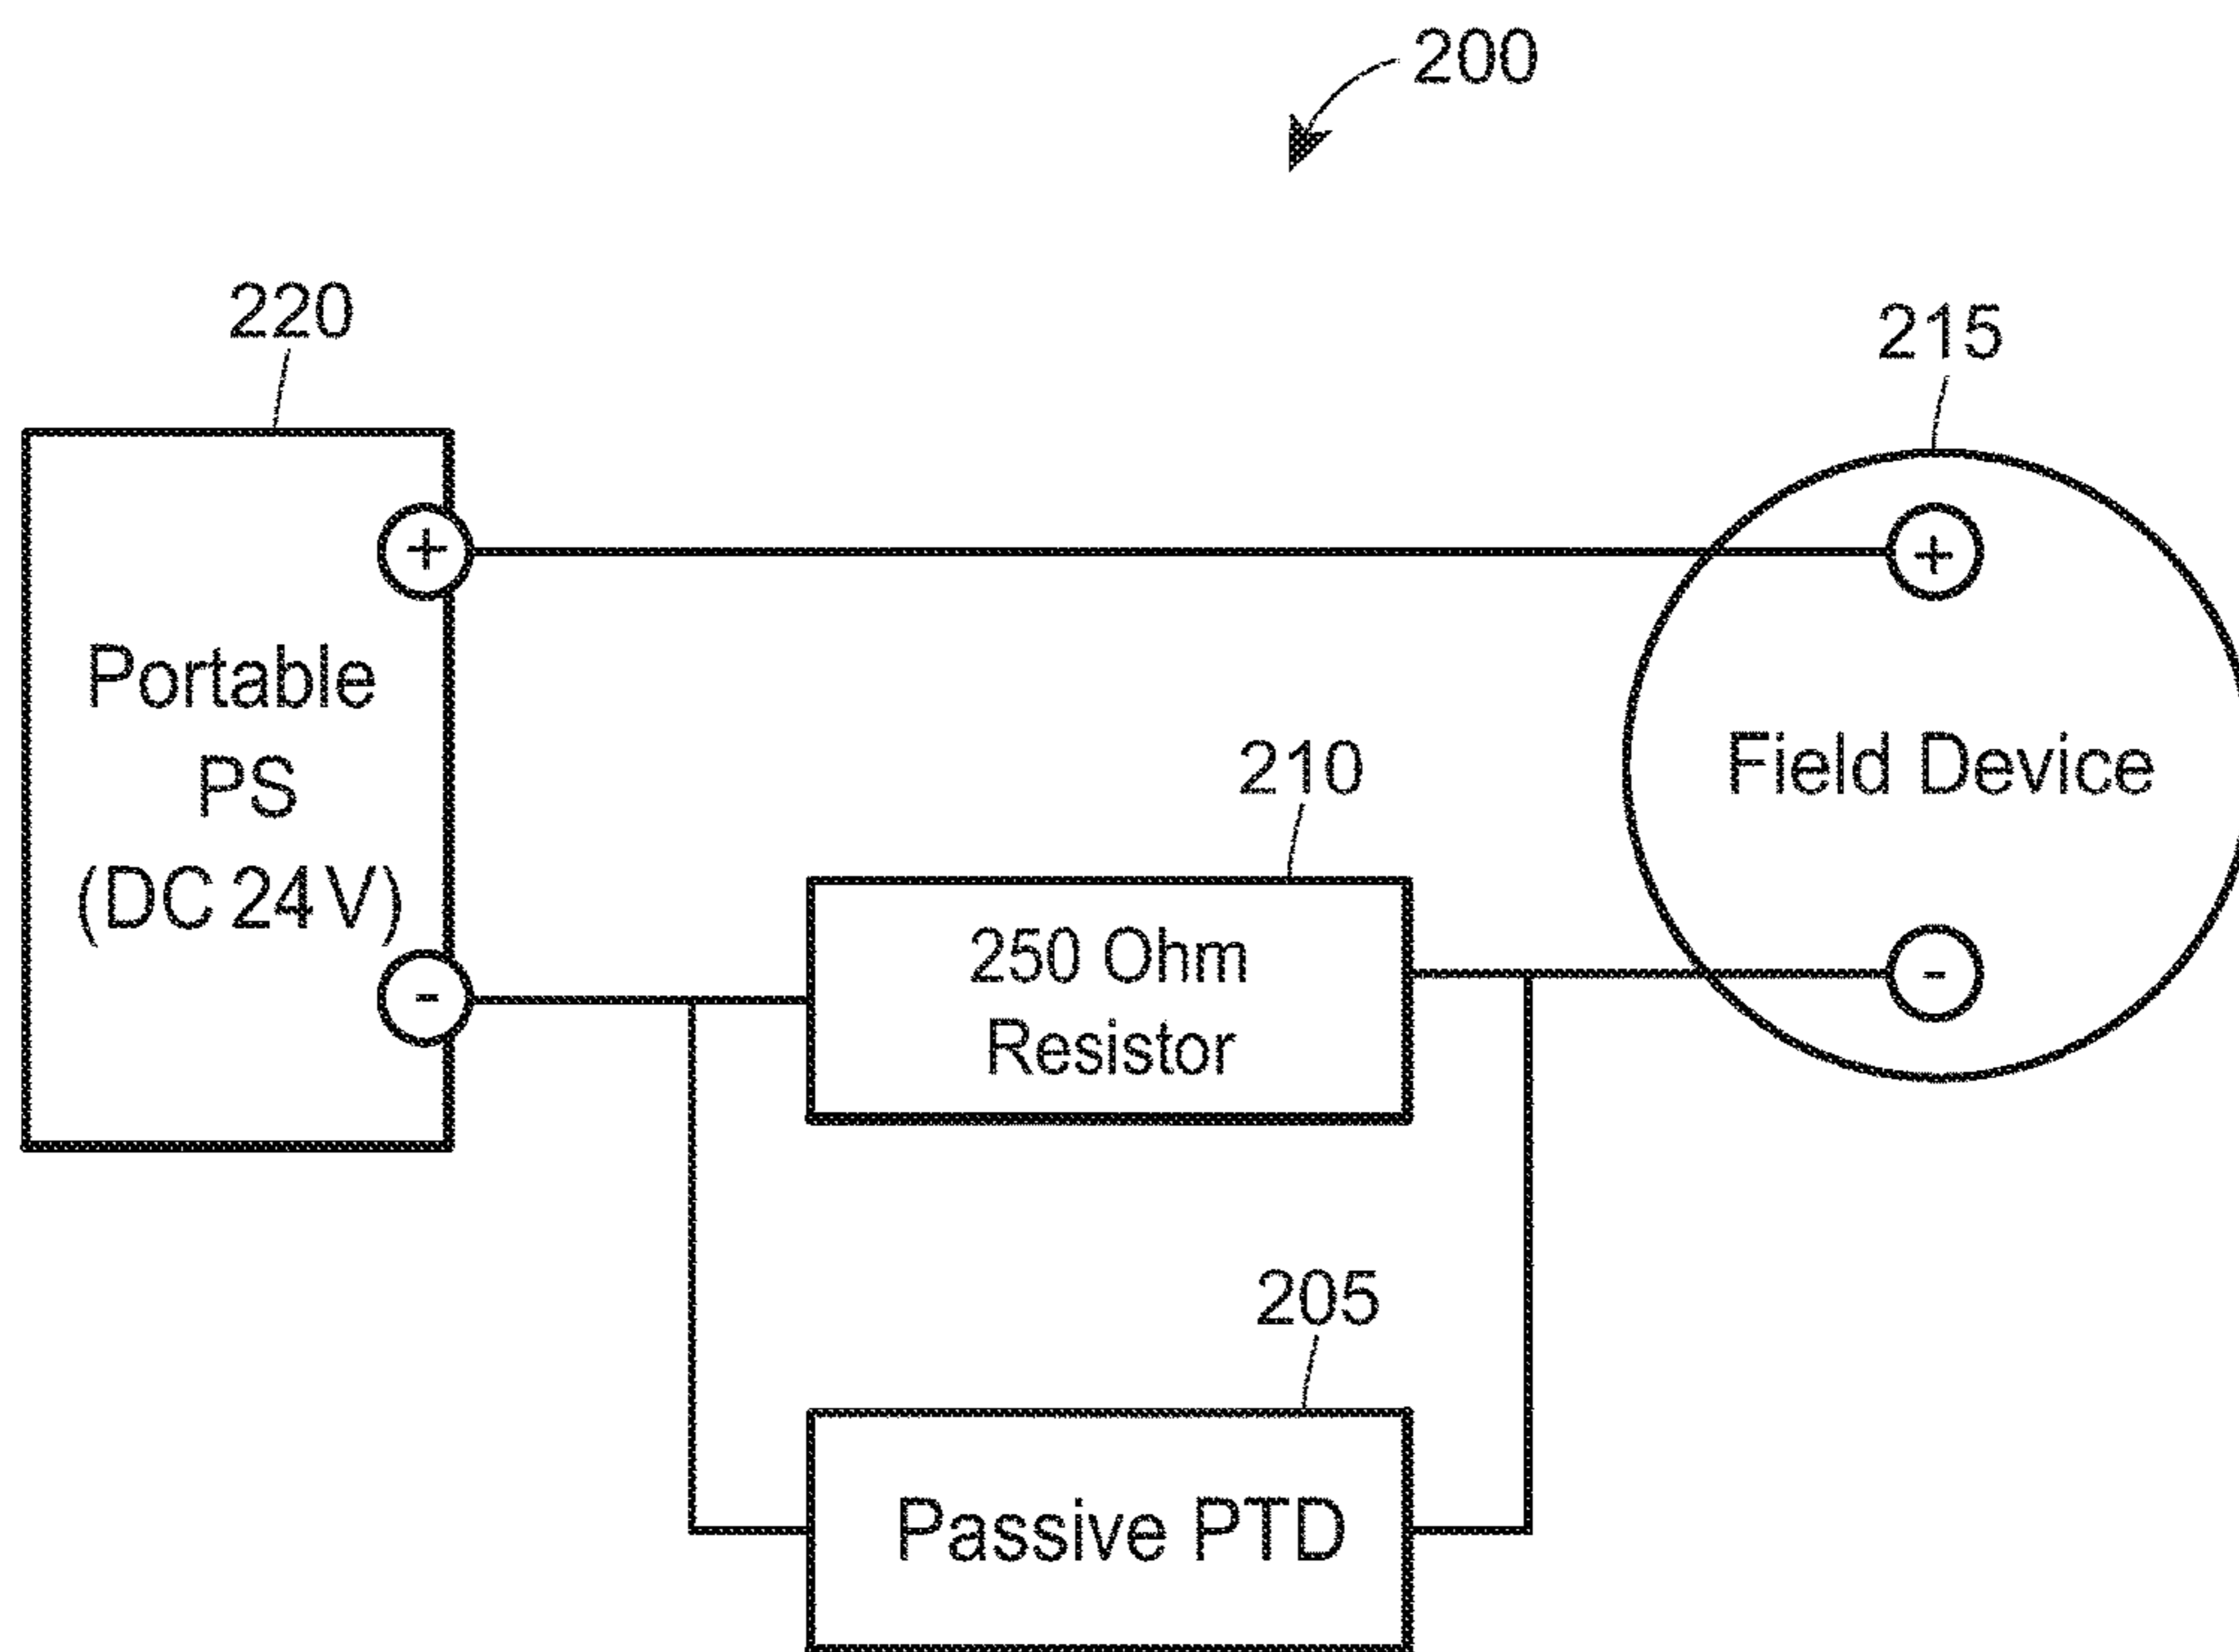 200
220
215
+
+
Portable
PS
(DC 24 V)
Field Device
210
250 Ohm
Resistor
-
-
205
Passive PTD